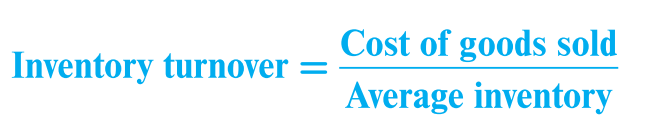 Inventory turnover = Cost of goods sold
Average inventory